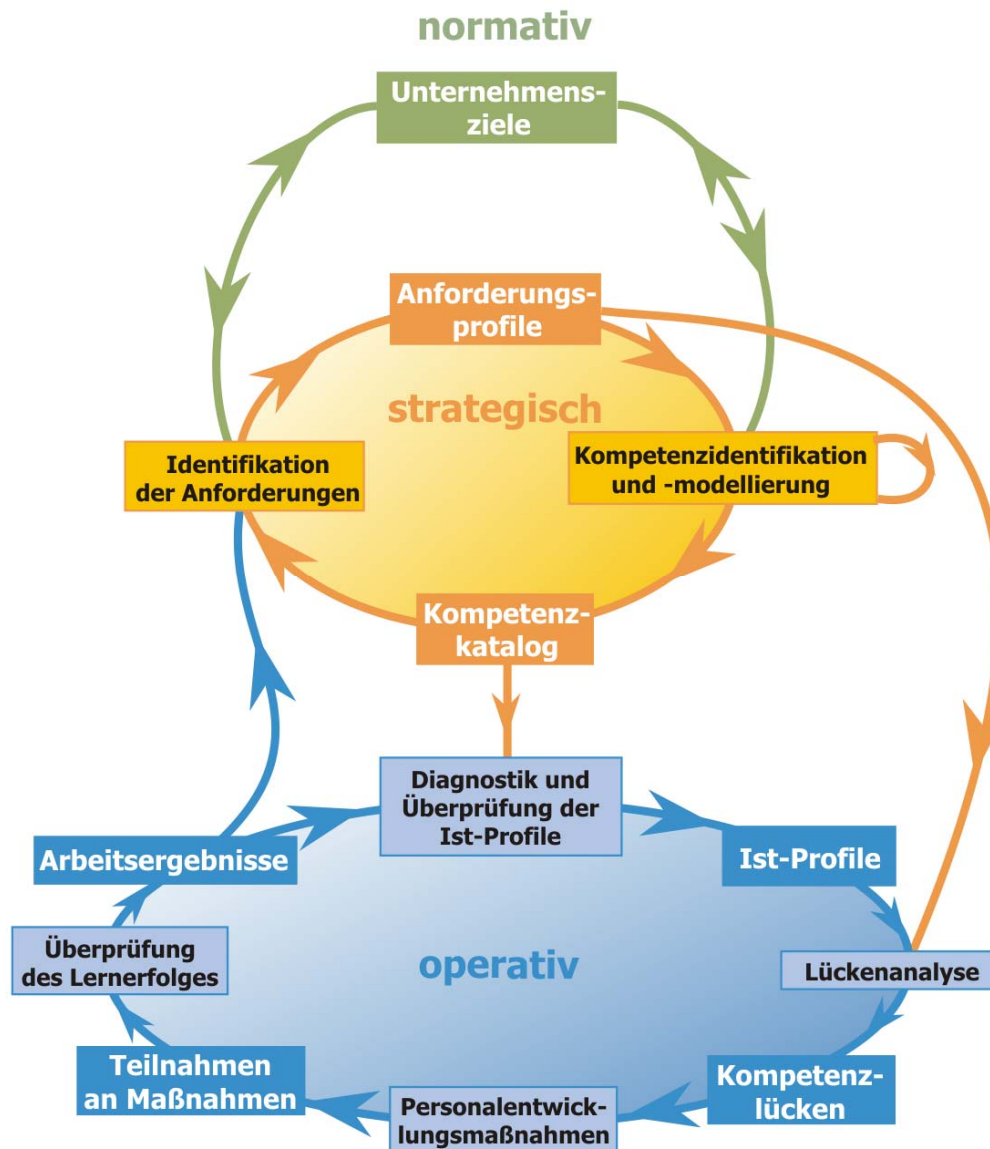 normativ
Unternehmens-
ziele
Anforderungs-
profile
strategisch
Identifikation
der Anforderungen
Kompetenzidentifikation
und -modellierung
Kompetenz-
katalog
Diagnostik und
Überprüfung der
Ist-Profile
Arbeitsergebnisse
Ist-Profile
Überprüfung
des Lernerfolges
operativ
Lückenanalyse
Teilnahmen
an Maßnahmen
Kompetenz-
lücken
Personalentwick-
lungsmaßnahmen